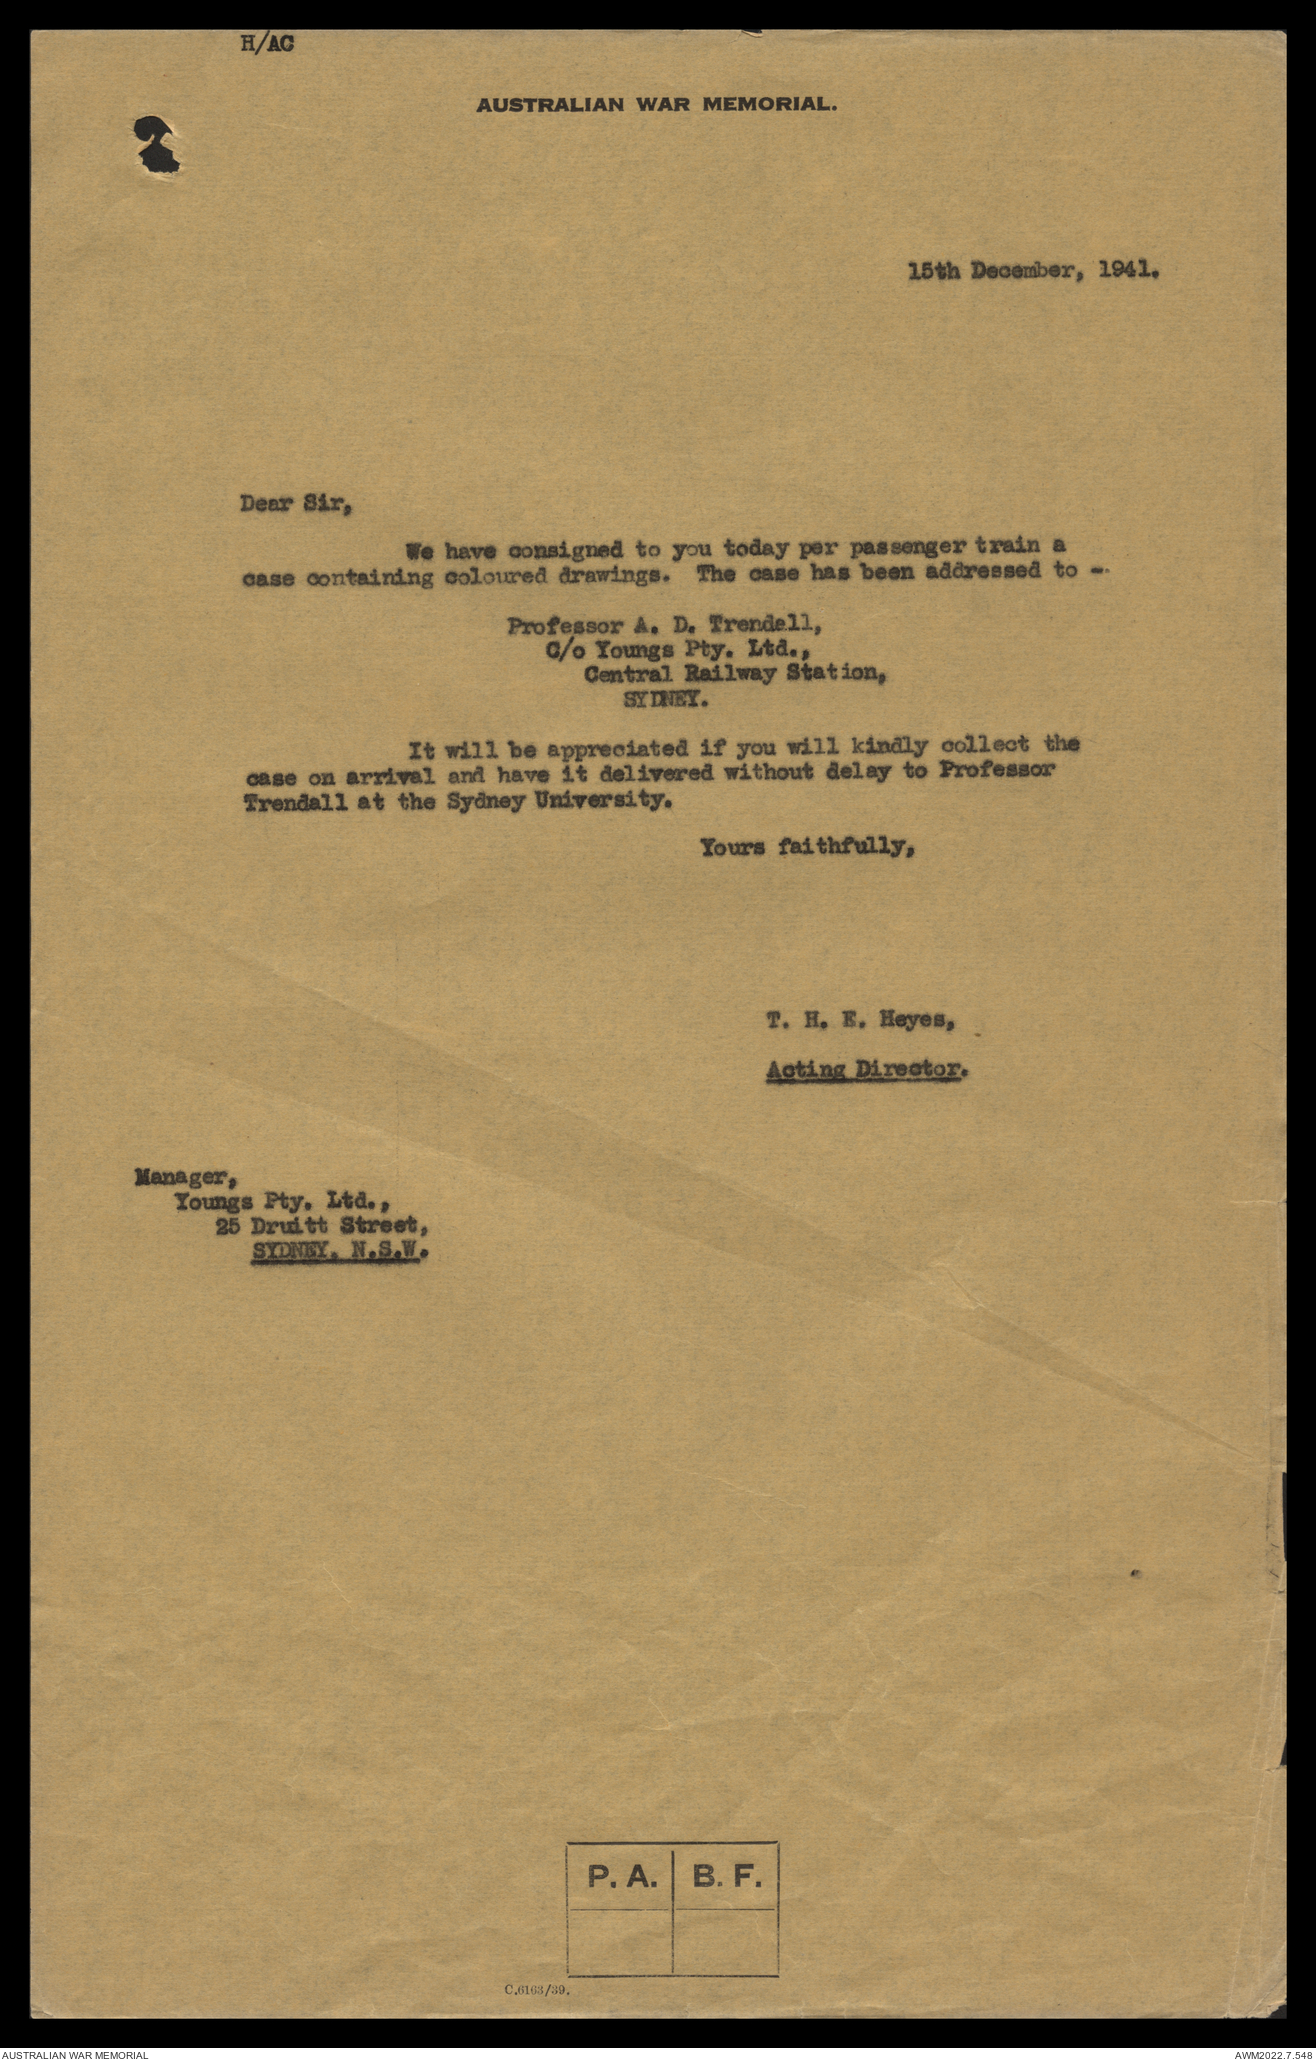 H/AC
AUSTRALIAN WAR MEMORIAL.
15th December, 1941.
Dear Sir,
We have consigned to you today per passenger train a
case containing coloured drawings. The case has been addressed to -
Professor A. D. Trendall,
C/o Youngs Pty. Ltd.,
Central Railway Station,
SYDNEY.
It will be appreciated if you will kindly collect the
case on arrival and have it delivered without delay to Professor
Trendall at the Sydney University.
Yours faithfully,
T. H. E. Heyes,
Acting Director.
Manager,
Youngs Pty. Ltd.,
25 Druitt Street,
SYDNEY. N.S.W.
P. A. B. F.
C.6163/39.
AUSTRALIAN WAR MEMORIAL AWM2022.7.548